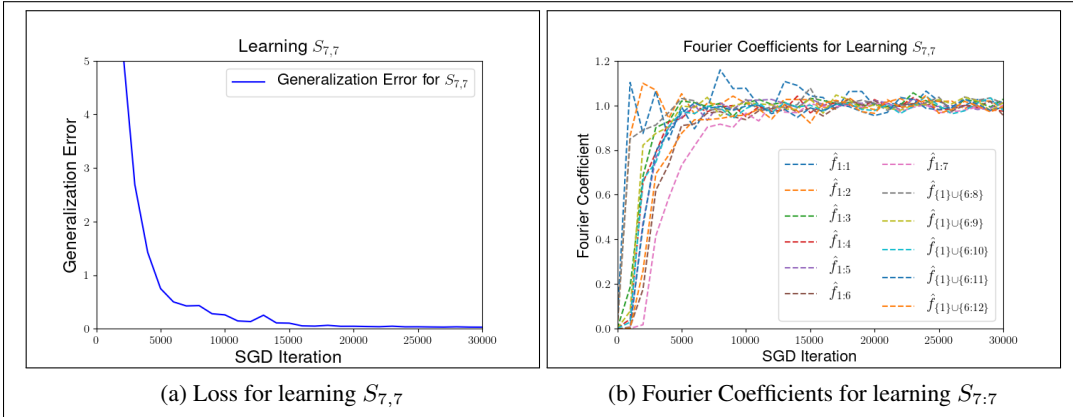 Learning $S_{7,7}$
Generalization Error for $S_{7,7}$
Generalization Error
5
4
3
2
1
0
0 5000 10000 15000 20000 25000 30000
SGD Iteration
(a) Loss for learning $S_{7,7}$
Fourier Coefficients for Learning $S_{7,7}$
Fourier Coefficient
1.2
1.0
0.8
0.6
0.4
0.2
0.0
$\hat{f}_{1:1}$
$\hat{f}_{1:2}$
$\hat{f}_{1:3}$
$\hat{f}_{1:4}$
$\hat{f}_{1:5}$
$\hat{f}_{1:6}$
$\hat{f}_{1:7}$
$\hat{f}_{\{1\}\cup\{6:8\}}$
$\hat{f}_{\{1\}\cup\{6:9\}}$
$\hat{f}_{\{1\}\cup\{6:10\}}$
$\hat{f}_{\{1\}\cup\{6:11\}}$
$\hat{f}_{\{1\}\cup\{6:12\}}$
0 5000 10000 15000 20000 25000 30000
SGD Iteration
(b) Fourier Coefficients for learning $S_{7:7}$